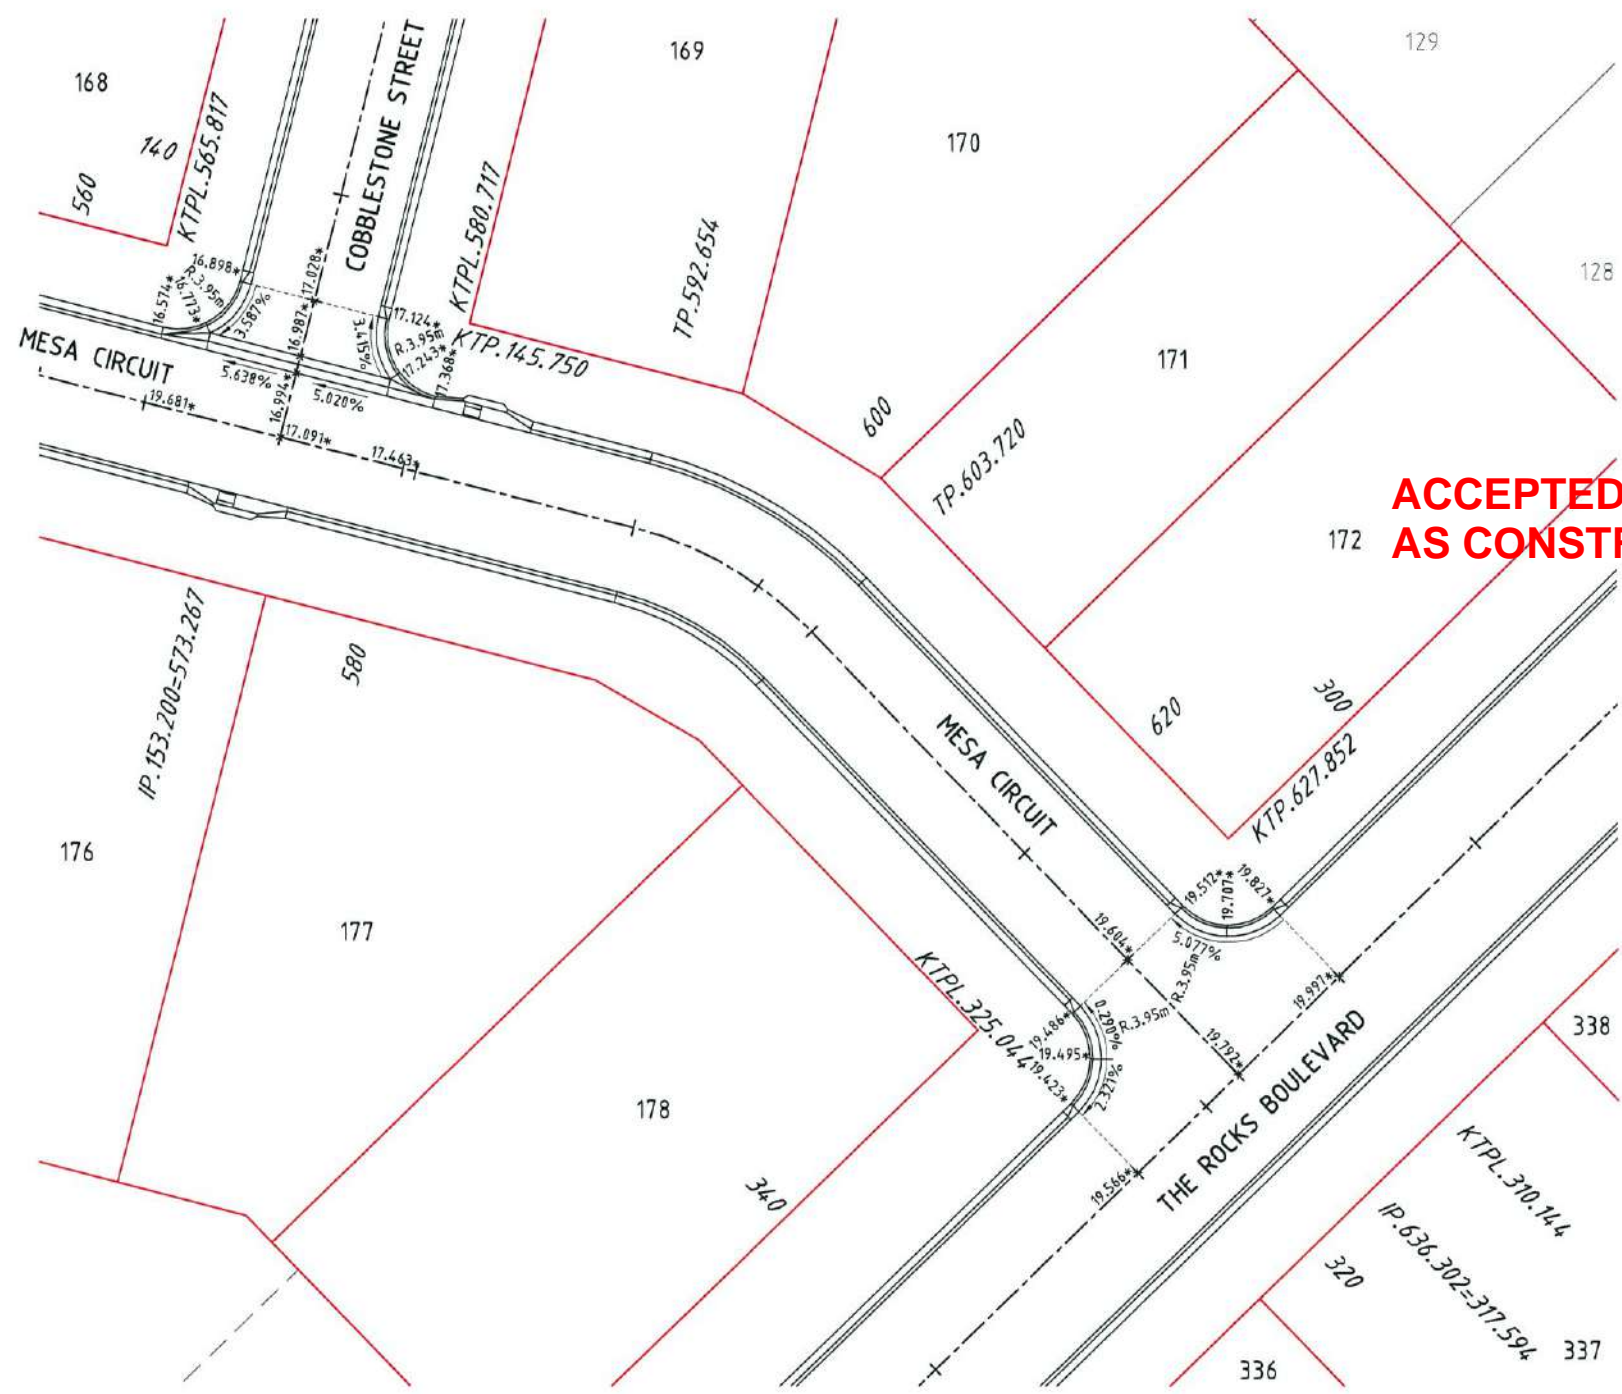 168
169
129
170
128
140
560
KTPL.565.817
COBBLESTONE STREET
KTPL.580.717
TP.592.654
16.898*
R.3.95m
16.574*
16.773*
3.587%
17.028*
16.987*
17.124*
3.415%
R.3.95m
17.243*
17.368*
KTP.145.750
MESA CIRCUIT
5.638%
5.020%
19.681*
16.994*
17.091*
17.463*
171
600
TP.603.720
ACCEPTED
172
580
IP.153.200=573.267
620
300
KTP.627.852
MESA CIRCUIT
176
177
178
19.512*
19.707*
19.827*
19.604*
5.077%
R.3.95m
KTPL.325.044
0.290%
R.3.95m
19.486*
19.495*
19.423*
2.321%
19.997*
19.792*
19.566*
THE ROCKS BOULEVARD
340
338
KTPL.310.144
IP.636.302=317.594
320
337
336